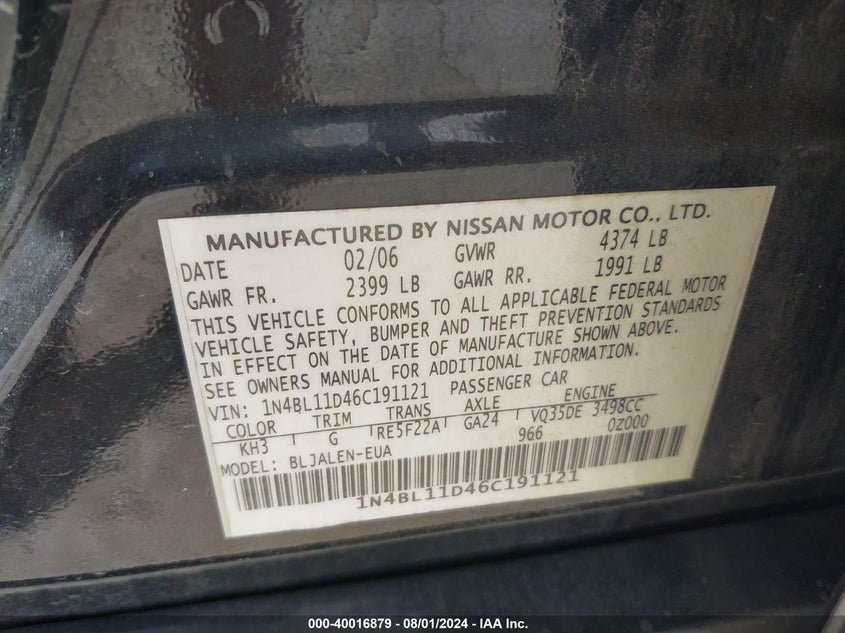 MANUFACTURED BY NISSAN MOTOR CO., LTD.
DATE 02/06 GVWR 4374 LB
GAWR FR. 2399 LB GAWR RR. 1991 LB
THIS VEHICLE CONFORMS TO ALL APPLICABLE FEDERAL MOTOR
VEHICLE SAFETY, BUMPER AND THEFT PREVENTION STANDARDS
IN EFFECT ON THE DATE OF MANUFACTURE SHOWN ABOVE.
SEE OWNERS MANUAL FOR ADDITIONAL INFORMATION.
VIN: 1N4BL11D46C191121 PASSENGER CAR
COLOR TRIM TRANS AXLE ENGINE
KH3 G RE5F22A GA24 VQ35DE 3498CC
966 0Z000
MODEL: BLJALEN-EUA
1N4BL11D46C191121
000-40016879 - 08/01/2024 - IAA Inc.